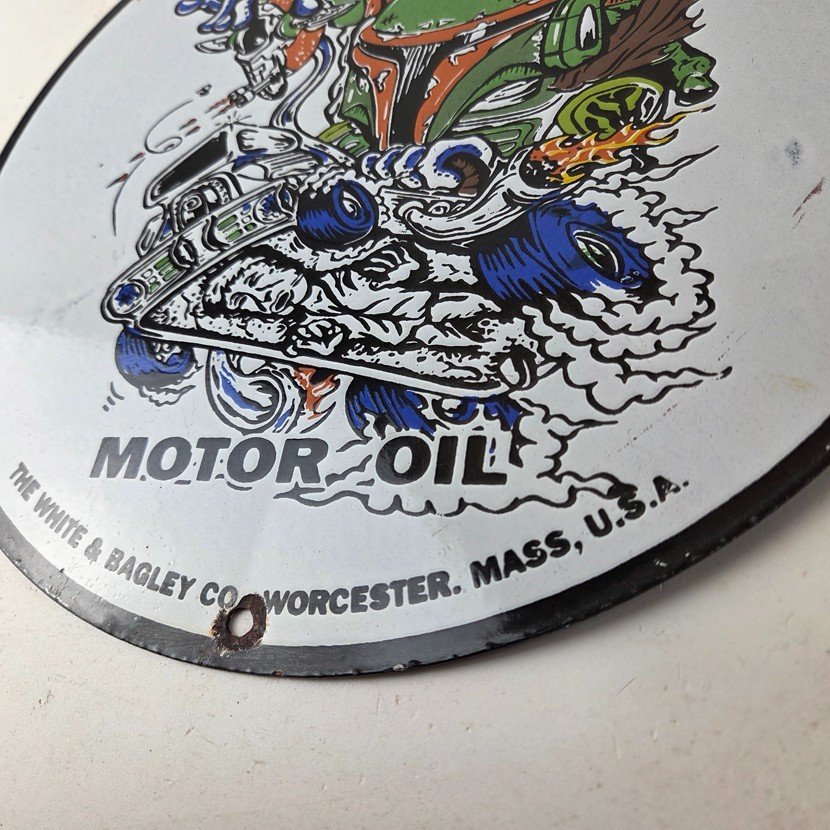 MOTOR OIL
THE WHITE & BAGLEY CO. WORCESTER. MASS, U.S.A.